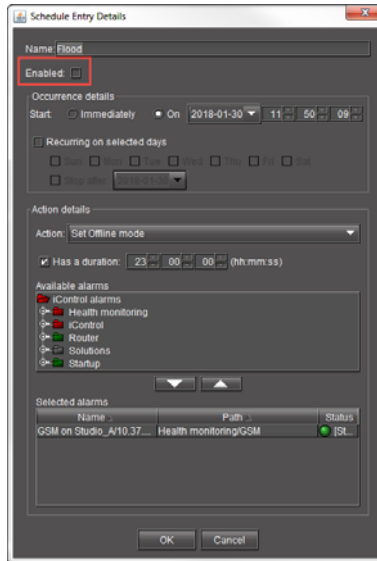 Schedule Entry Details
Name: Flood
Enabled:
Occurrence details
Start: Immediately On 2018-01-30 11 : 50 : 09
Recurring on selected days
Sun Mon Tue Wed Thu Fri Sat
Stop after 2018-01-30
Action details
Action: Set Offline mode
Has a duration: 23 : 00 : 00 (hh:mm:ss)
Available alarms
iControl alarms
Health monitoring
iControl
Router
Solutions
Startup
Selected alarms
Name Path Status
GSM on Studio_A/10.37.... Health monitoring/GSM [St...
OK Cancel